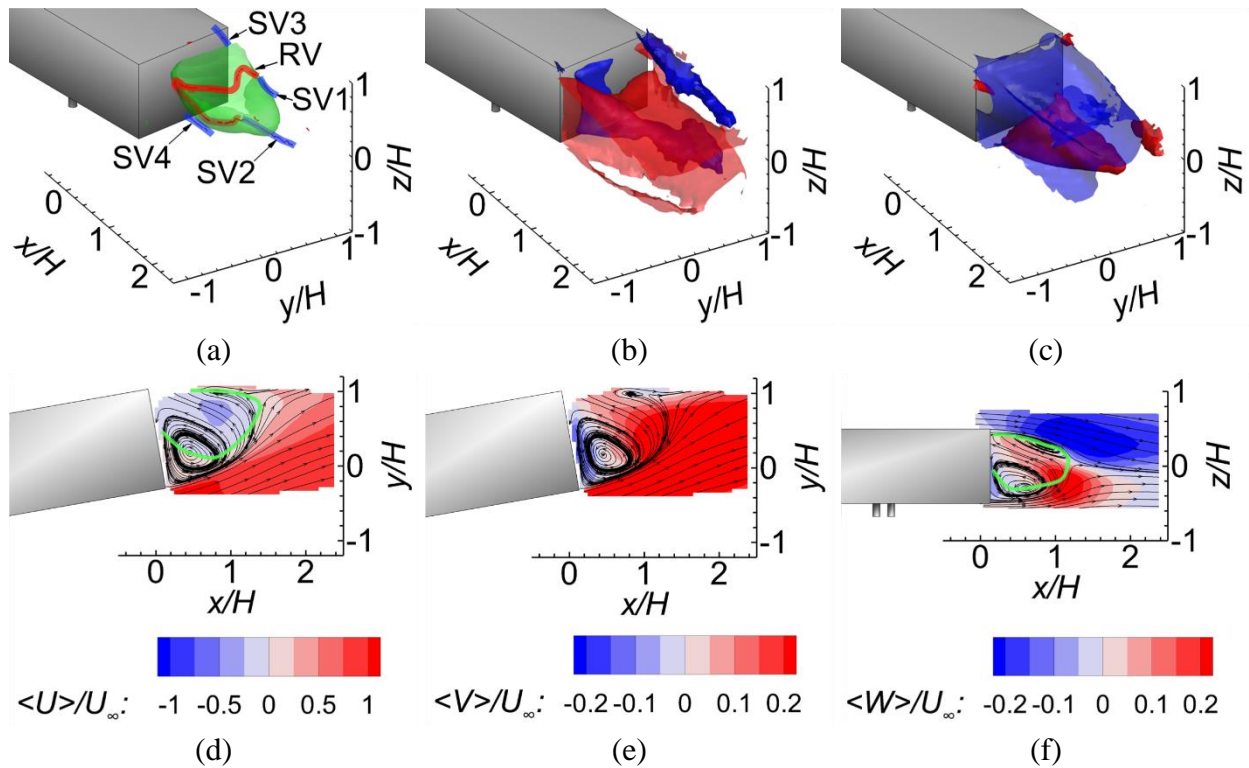 SV3
RV
SV1
SV4
SV2
1
0
-1
z/H
0
1
2
x/H
-1
0
1
y/H
(a)
1
0
-1
z/H
0
1
2
x/H
-1
0
1
y/H
(b)
1
0
-1
z/H
0
1
2
x/H
-1
0
1
y/H
(c)
1
0
-1
y/H
0 1 2
x/H
<U>/U∞: -1 -0.5 0 0.5 1
(d)
1
0
-1
y/H
0 1 2
x/H
<V>/U∞: -0.2 -0.1 0 0.1 0.2
(e)
1
0
-1
z/H
0 1 2
x/H
<W>/U∞: -0.2 -0.1 0 0.1 0.2
(f)